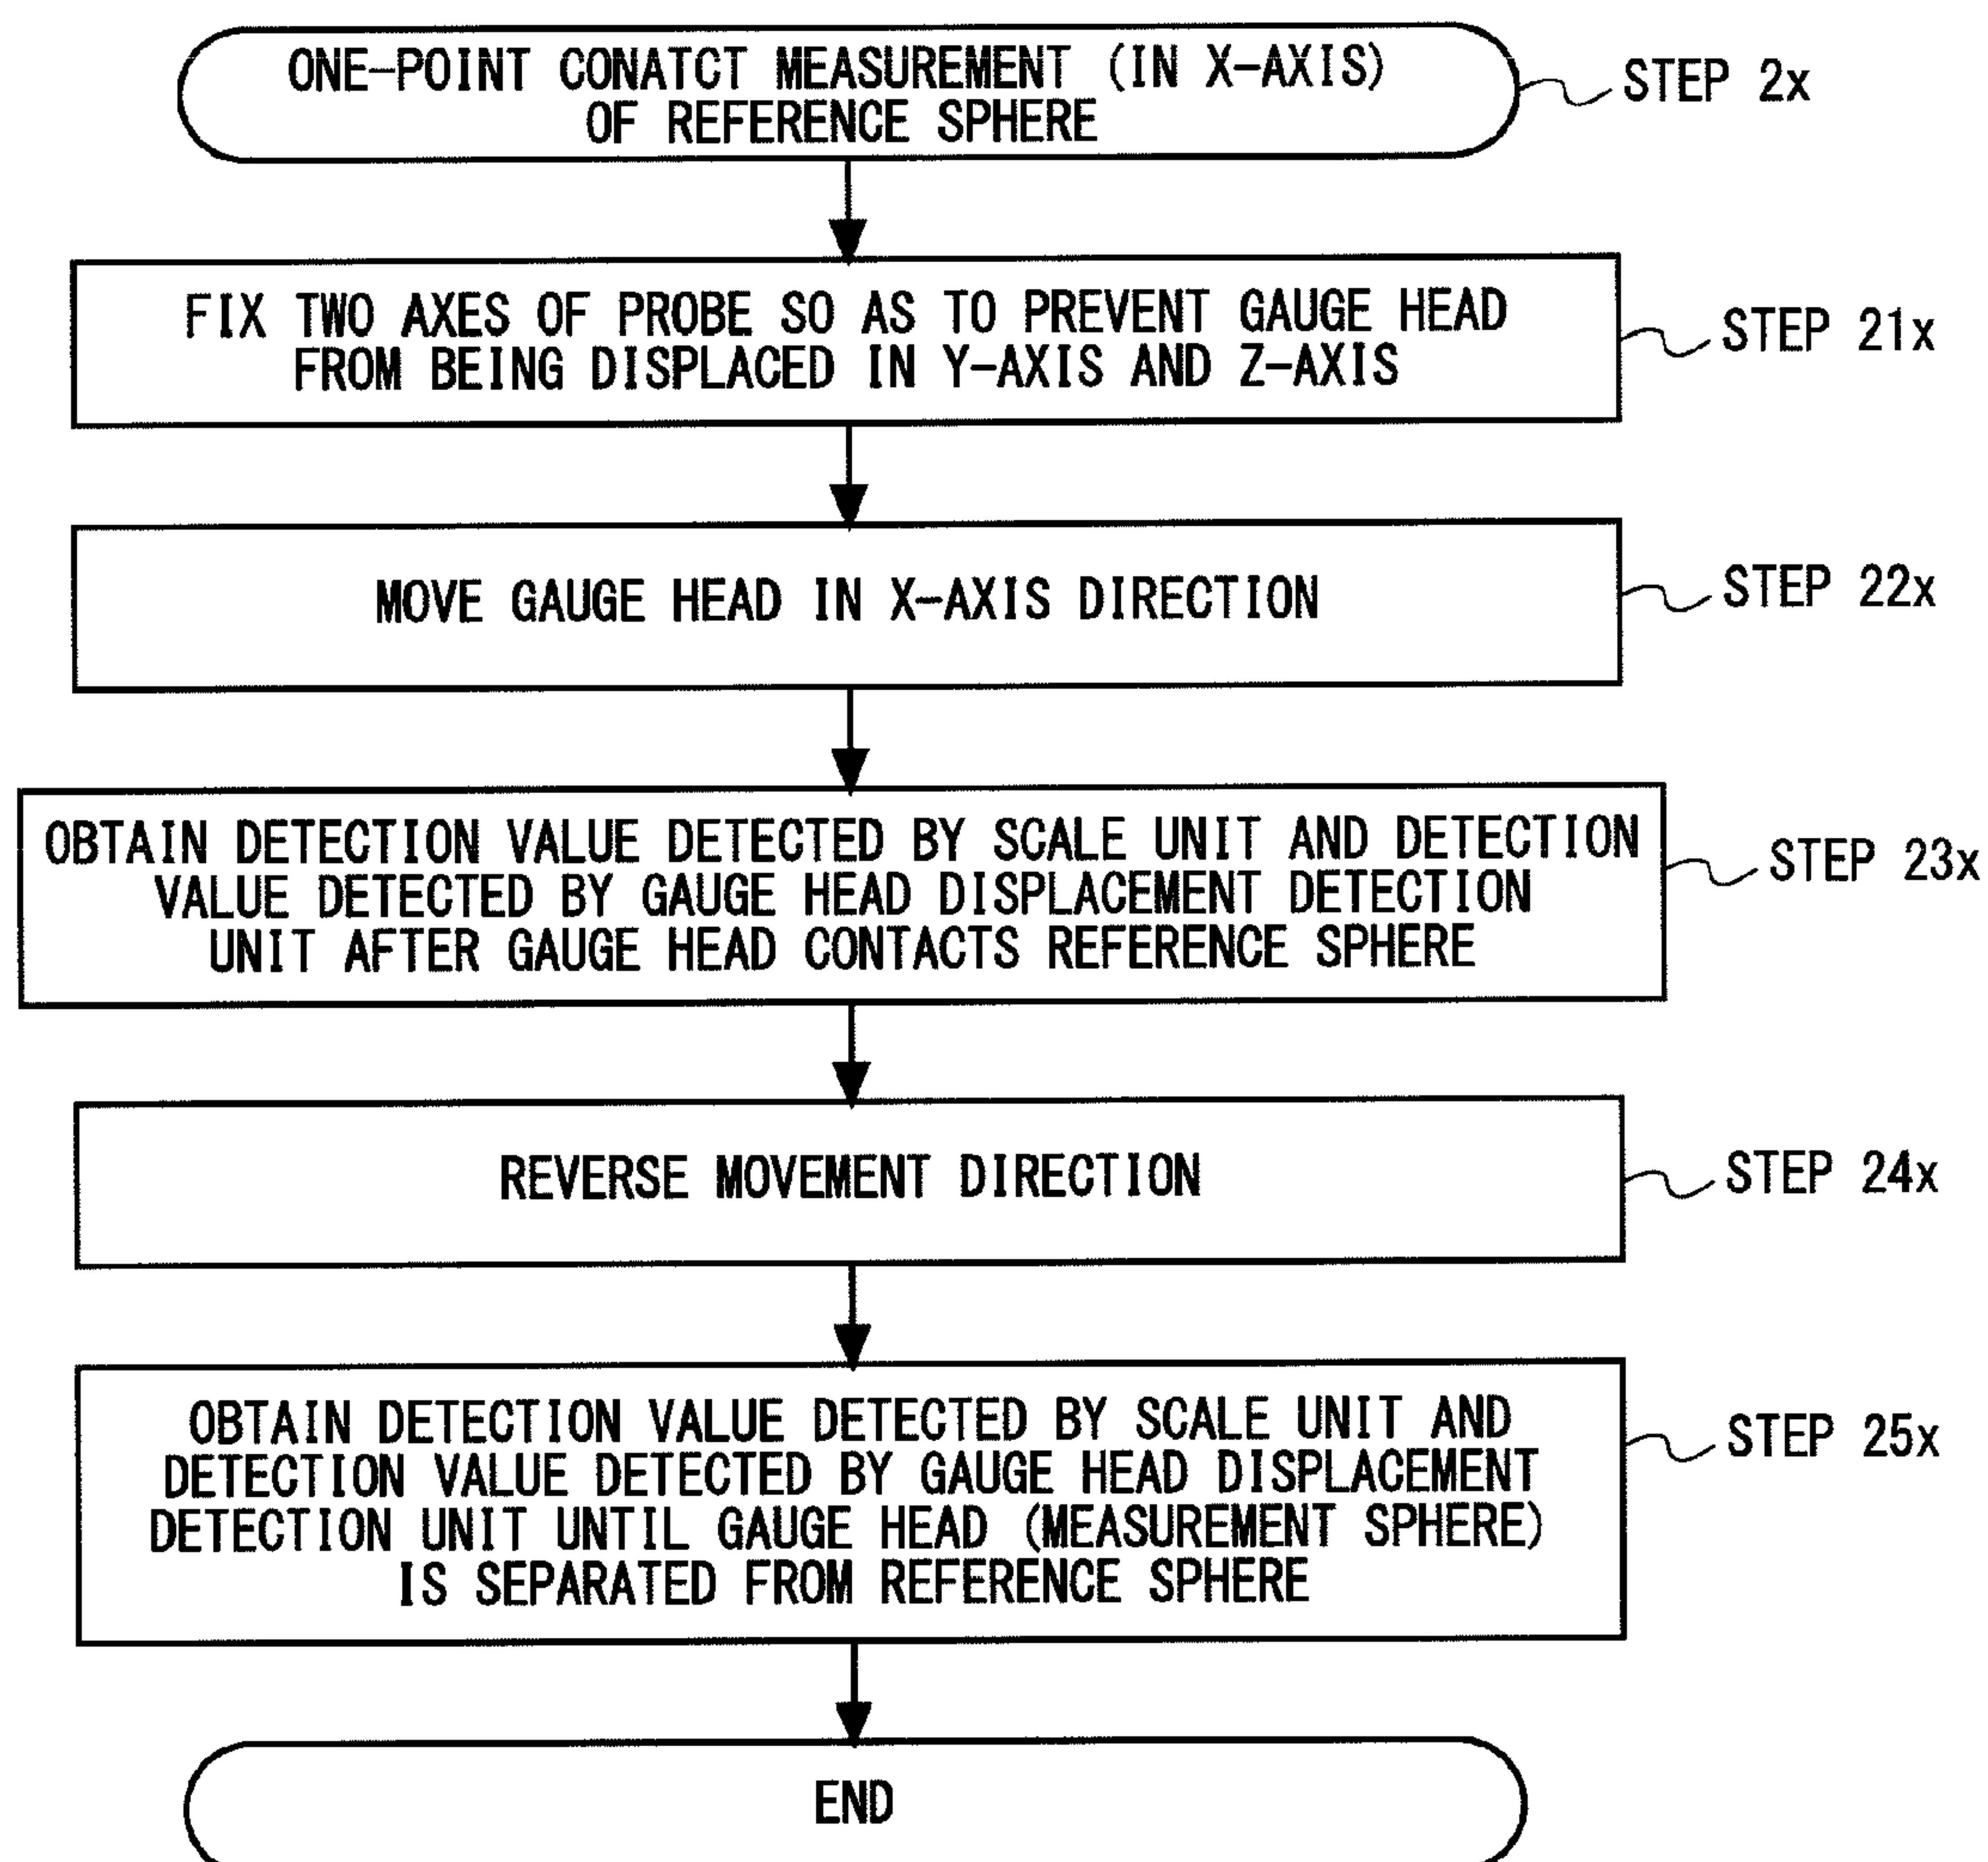 ONE-POINT CONATCT MEASUREMENT (IN X-AXIS)
OF REFERENCE SPHERE
STEP 2x
FIX TWO AXES OF PROBE SO AS TO PREVENT GAUGE HEAD
FROM BEING DISPLACED IN Y-AXIS AND Z-AXIS
STEP 21x
MOVE GAUGE HEAD IN X-AXIS DIRECTION
STEP 22x
OBTAIN DETECTION VALUE DETECTED BY SCALE UNIT AND DETECTION
VALUE DETECTED BY GAUGE HEAD DISPLACEMENT DETECTION
UNIT AFTER GAUGE HEAD CONTACTS REFERENCE SPHERE
STEP 23x
REVERSE MOVEMENT DIRECTION
STEP 24x
OBTAIN DETECTION VALUE DETECTED BY SCALE UNIT AND
DETECTION VALUE DETECTED BY GAUGE HEAD DISPLACEMENT
DETECTION UNIT UNTIL GAUGE HEAD (MEASUREMENT SPHERE)
IS SEPARATED FROM REFERENCE SPHERE
STEP 25x
END